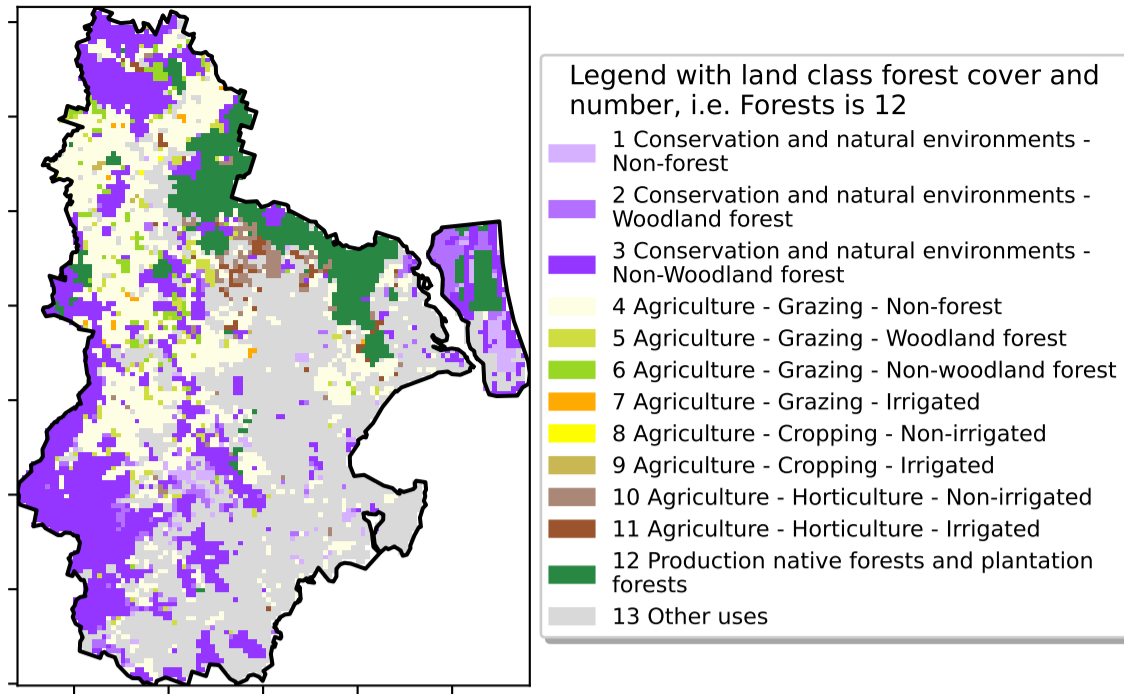 Legend with land class forest cover and
number, i.e. Forests is 12
1 Conservation and natural environments -
Non-forest
2 Conservation and natural environments -
Woodland forest
3 Conservation and natural environments -
Non-Woodland forest
4 Agriculture - Grazing - Non-forest
5 Agriculture - Grazing - Woodland forest
6 Agriculture - Grazing - Non-woodland forest
7 Agriculture - Grazing - Irrigated
8 Agriculture - Cropping - Non-irrigated
9 Agriculture - Cropping - Irrigated
10 Agriculture - Horticulture - Non-irrigated
11 Agriculture - Horticulture - Irrigated
12 Production native forests and plantation
forests
13 Other uses